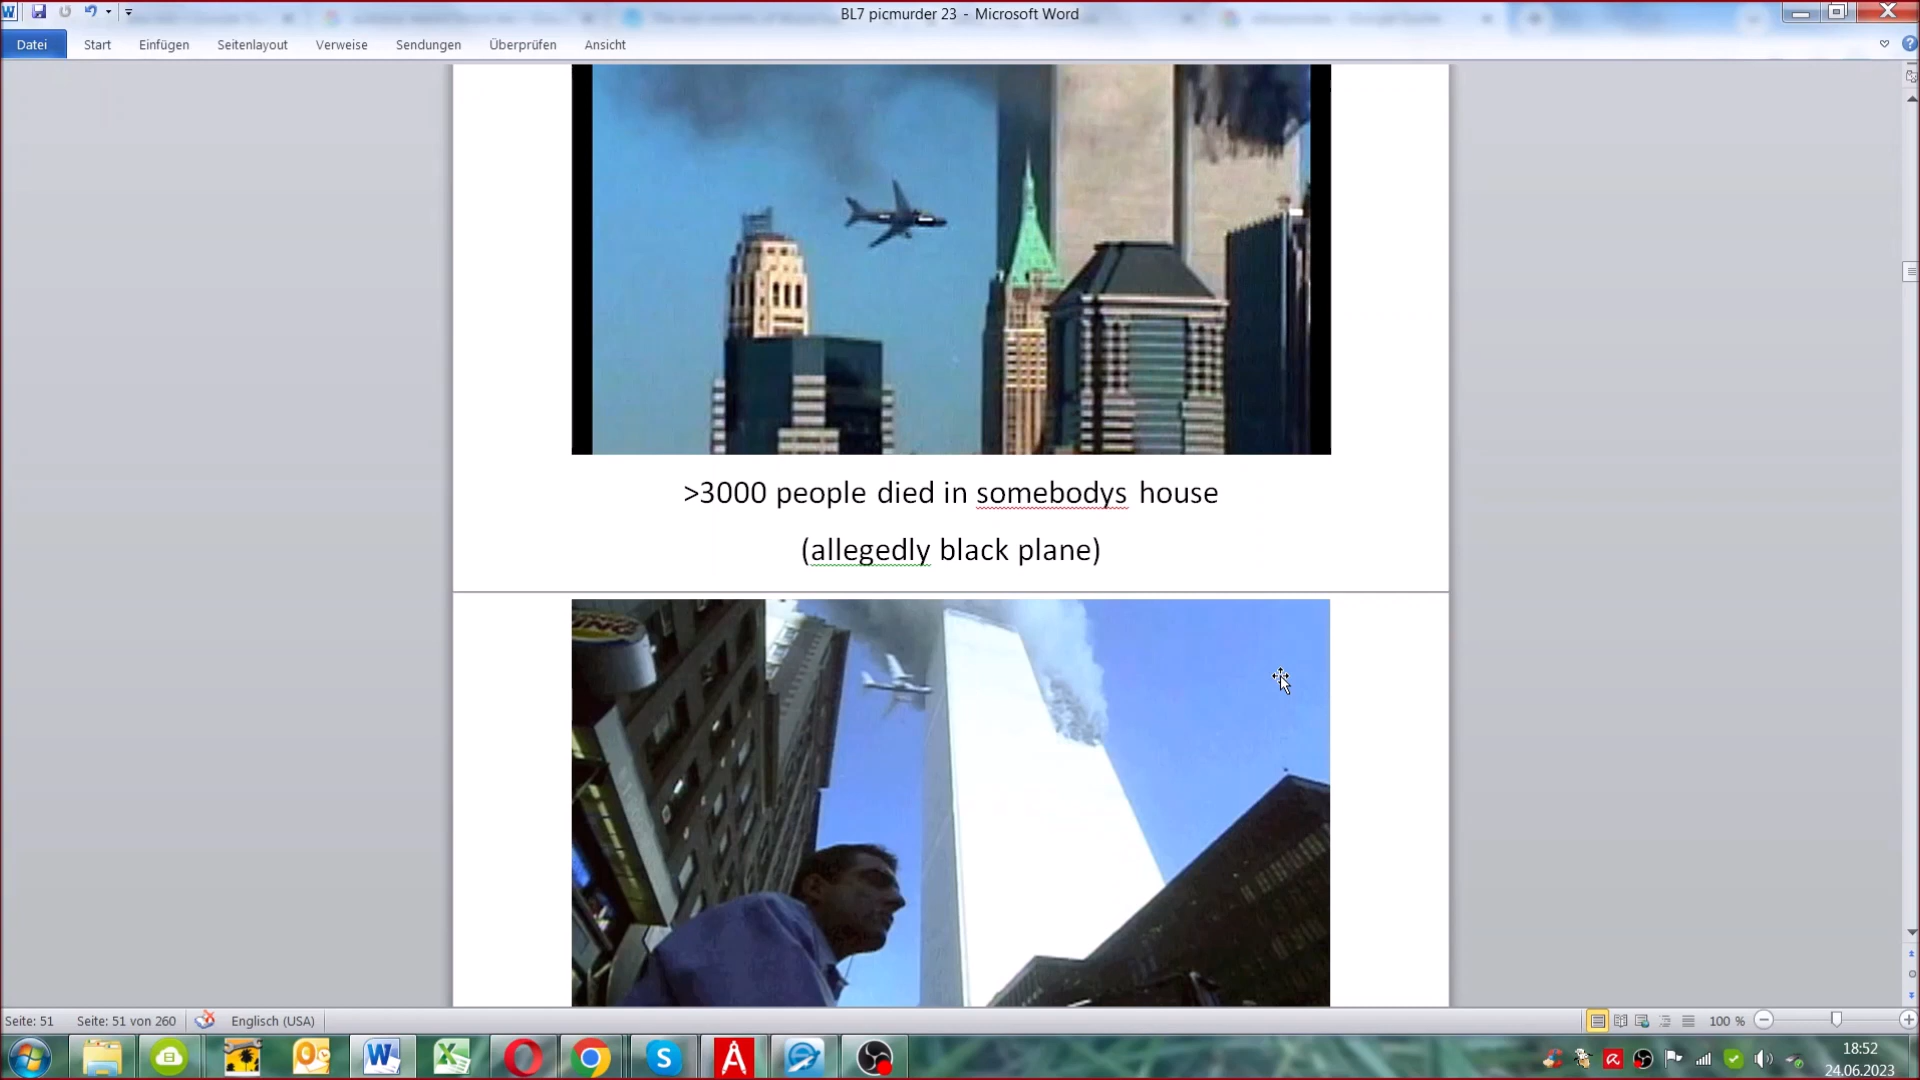 BL7 picmurder 23 - Microsoft Word
Datei Start Einfügen Seitenlayout Verweise Sendungen Überprüfen Ansicht
>3000 people died in somebodys house
(allegedly black plane)
Seite: 51 Seite: 51 von 260 Englisch (USA) 100 %
18:52
24.06.2023